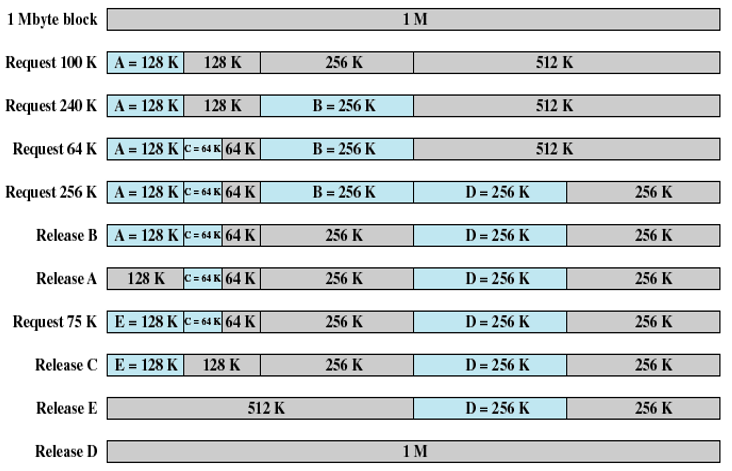 1 Mbyte block 1 M
Request 100 K A = 128 K 128 K 256 K 512 K
Request 240 K A = 128 K 128 K B = 256 K 512 K
Request 64 K A = 128 K C = 64 K 64 K B = 256 K 512 K
Request 256 K A = 128 K C = 64 K 64 K B = 256 K D = 256 K 256 K
Release B A = 128 K C = 64 K 64 K 256 K D = 256 K 256 K
Release A 128 K C = 64 K 64 K 256 K D = 256 K 256 K
Request 75 K E = 128 K C = 64 K 64 K 256 K D = 256 K 256 K
Release C E = 128 K 128 K 256 K D = 256 K 256 K
Release E 512 K D = 256 K 256 K
Release D 1 M